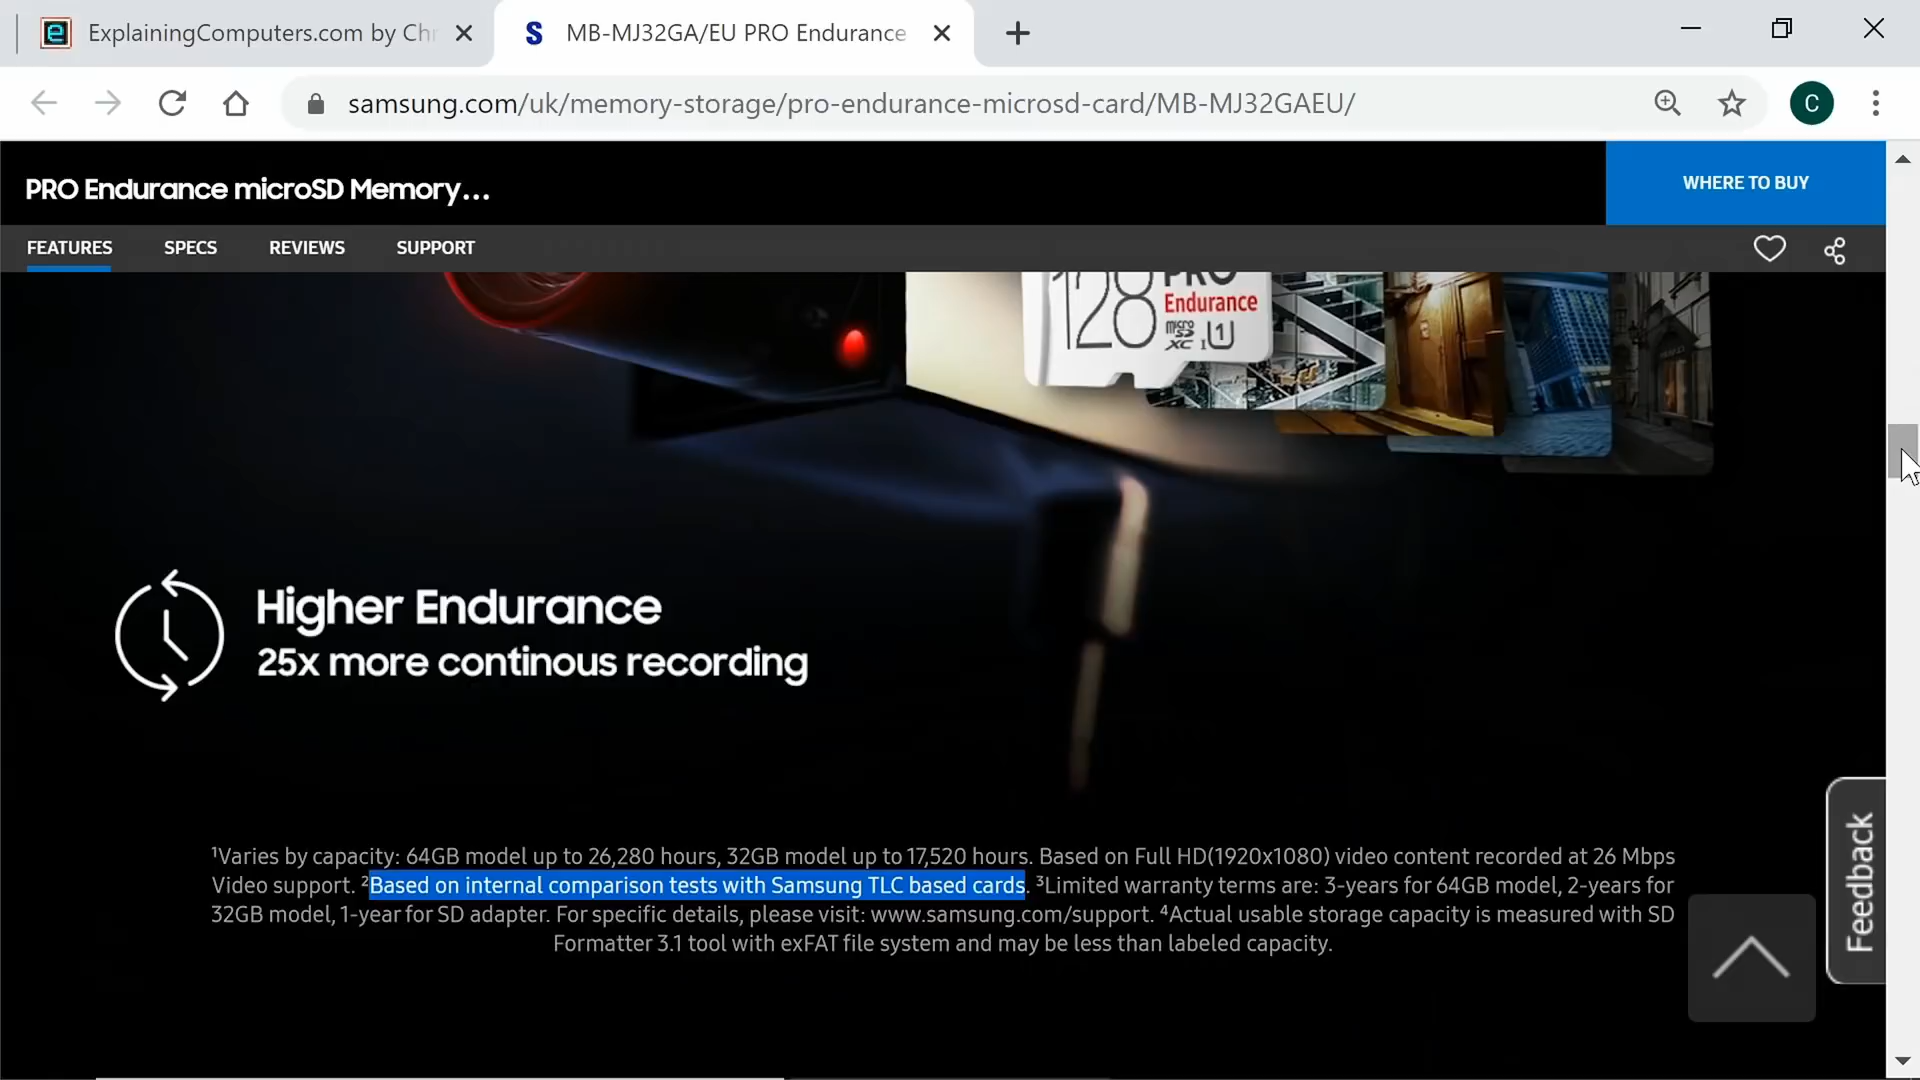 ExplainingComputers.com by Ch
MB-MJ32GA/EU PRO Endurance
samsung.com/uk/memory-storage/pro-endurance-microsd-card/MB-MJ32GAEU/
C
PRO Endurance microSD Memory...
WHERE TO BUY
FEATURES SPECS REVIEWS SUPPORT
128 PRO
Endurance
micro SD XC I U1
Higher Endurance
25x more continous recording
¹Varies by capacity: 64GB model up to 26,280 hours, 32GB model up to 17,520 hours. Based on Full HD(1920x1080) video content recorded at 26 Mbps
Video support. ²Based on internal comparison tests with Samsung TLC based cards. ³Limited warranty terms are: 3-years for 64GB model, 2-years for
32GB model, 1-year for SD adapter. For specific details, please visit: www.samsung.com/support. ⁴Actual usable storage capacity is measured with SD
Formatter 3.1 tool with exFAT file system and may be less than labeled capacity.
Feedback